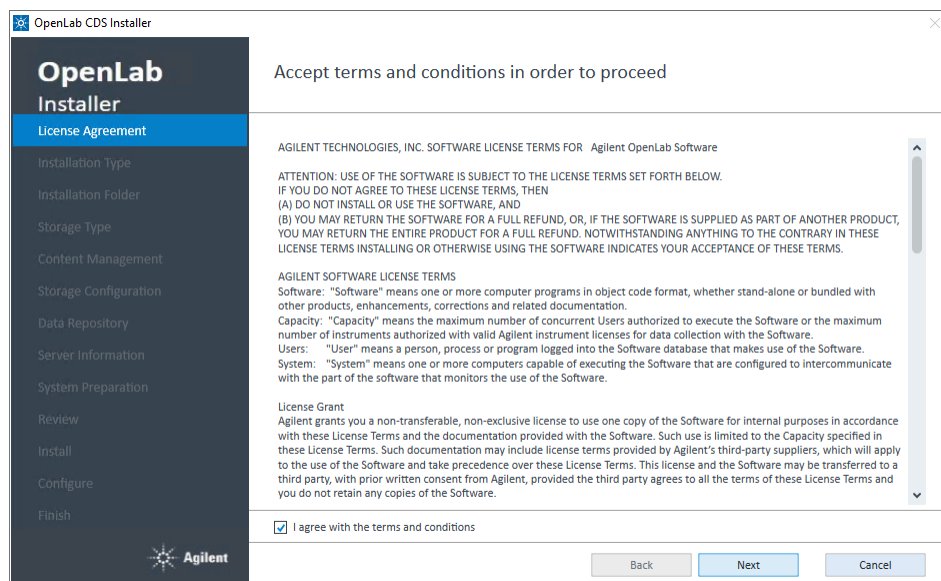 OpenLab CDS Installer
OpenLab
Installer
License Agreement
Installation Type
Installation Folder
Storage Type
Content Management
Storage Configuration
Data Repository
Server Information
System Preparation
Review
Install
Configure
Finish
Agilent
Accept terms and conditions in order to proceed
AGILENT TECHNOLOGIES, INC. SOFTWARE LICENSE TERMS FOR Agilent OpenLab Software
ATTENTION: USE OF THE SOFTWARE IS SUBJECT TO THE LICENSE TERMS SET FORTH BELOW.
IF YOU DO NOT AGREE TO THESE LICENSE TERMS, THEN
(A) DO NOT INSTALL OR USE THE SOFTWARE, AND
(B) YOU MAY RETURN THE SOFTWARE FOR A FULL REFUND, OR, IF THE SOFTWARE IS SUPPLIED AS PART OF ANOTHER PRODUCT,
YOU MAY RETURN THE ENTIRE PRODUCT FOR A FULL REFUND. NOTWITHSTANDING ANYTHING TO THE CONTRARY IN THESE
LICENSE TERMS INSTALLING OR OTHERWISE USING THE SOFTWARE INDICATES YOUR ACCEPTANCE OF THESE TERMS.
AGILENT SOFTWARE LICENSE TERMS
Software: "Software" means one or more computer programs in object code format, whether stand-alone or bundled with
other products, enhancements, corrections and related documentation.
Capacity: "Capacity" means the maximum number of concurrent Users authorized to execute the Software or the maximum
number of instruments authorized with valid Agilent instrument licenses for data collection with the Software.
Users: "User" means a person, process or program logged into the Software database that makes use of the Software.
System: "System" means one or more computers capable of executing the Software that are configured to intercommunicate
with the part of the software that monitors the use of the Software.
License Grant
Agilent grants you a non-transferable, non-exclusive license to use one copy of the Software for internal purposes in accordance
with these License Terms and the documentation provided with the Software. Such use is limited to the Capacity specified in
these License Terms. Such documentation may include license terms provided by Agilent's third-party suppliers, which will apply
to the use of the Software and take precedence over these License Terms. This license and the Software may be transferred to a
third party, with prior written consent from Agilent, provided the third party agrees to all the terms of these License Terms and
you do not retain any copies of the Software.
I agree with the terms and conditions
Back
Next
Cancel